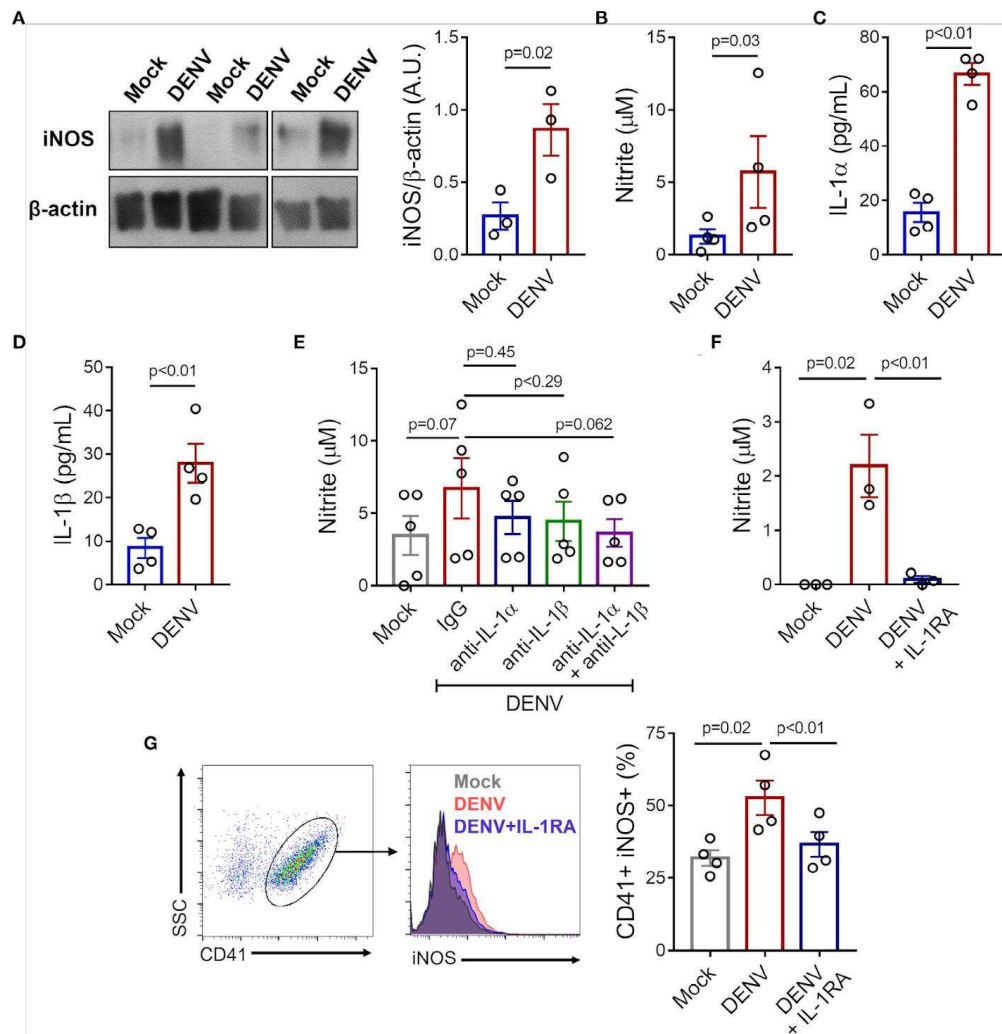 A
Mock
DENV
Mock
DENV
Mock
DENV
iNOS
β-actin
iNOS/β-actin (A.U.)
1.5
1.0
0.5
0.0
p=0.02
Mock
DENV
B
Nitrite (μM)
15
10
5
0
p=0.03
Mock
DENV
C
IL-1α (pg/mL)
80
60
40
20
0
p<0.01
Mock
DENV
D
IL-1β (pg/mL)
50
40
30
20
10
0
p<0.01
Mock
DENV
E
Nitrite (μM)
15
10
5
0
p=0.45
p<0.29
p=0.07
p=0.062
Mock
IgG
anti-IL-1α
anti-IL-1β
anti-IL-1α
+ antil-L-1β
DENV
F
Nitrite (μM)
4
3
2
1
0
p=0.02
p<0.01
Mock
DENV
DENV
+ IL-1RA
G
SSC
CD41
Mock
DENV
DENV+IL-1RA
iNOS
CD41+ iNOS+ (%)
75
50
25
0
p=0.02
p<0.01
Mock
DENV
DENV
+ IL-1RA